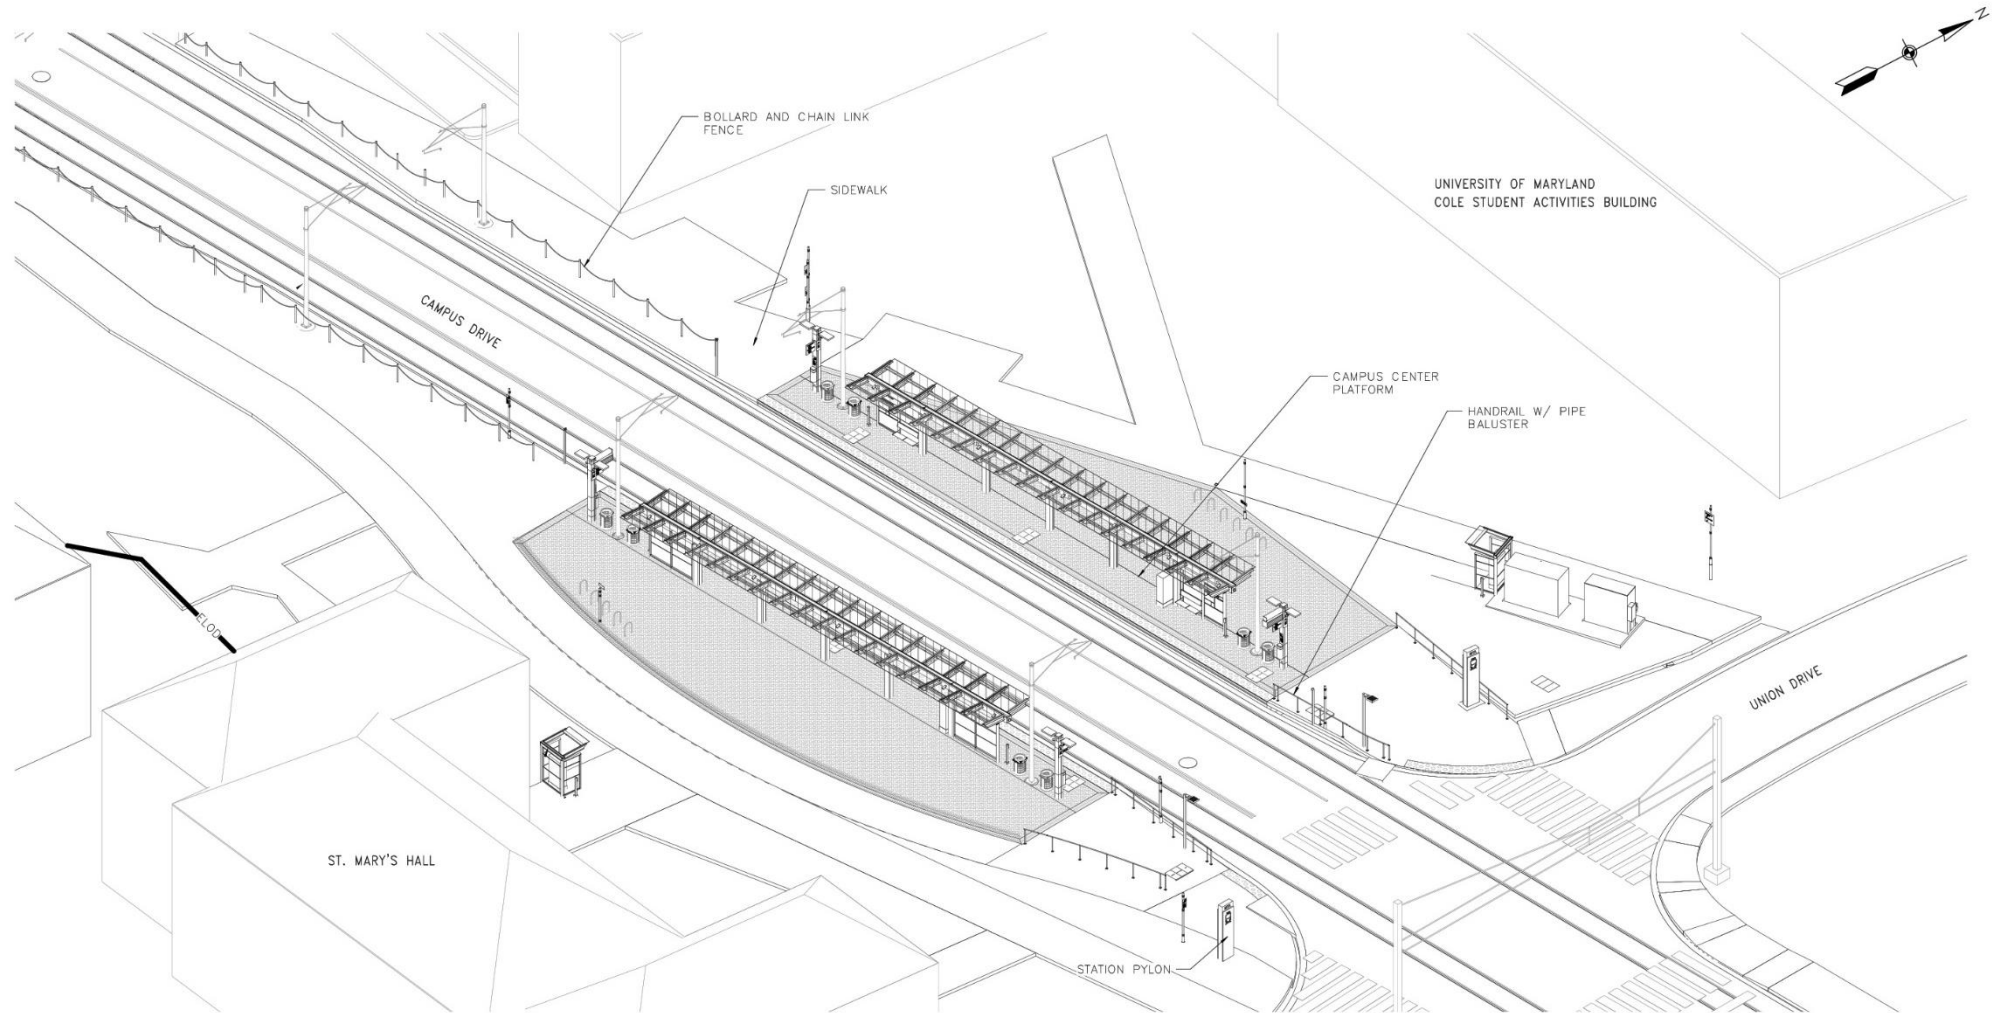 N
BOLLARD AND CHAIN LINK
FENCE
SIDEWALK
UNIVERSITY OF MARYLAND
COLE STUDENT ACTIVITIES BUILDING
CAMPUS DRIVE
CAMPUS CENTER
PLATFORM
HANDRAIL W/ PIPE
BALUSTER
ELOD
UNION DRIVE
ST. MARY'S HALL
STATION PYLON